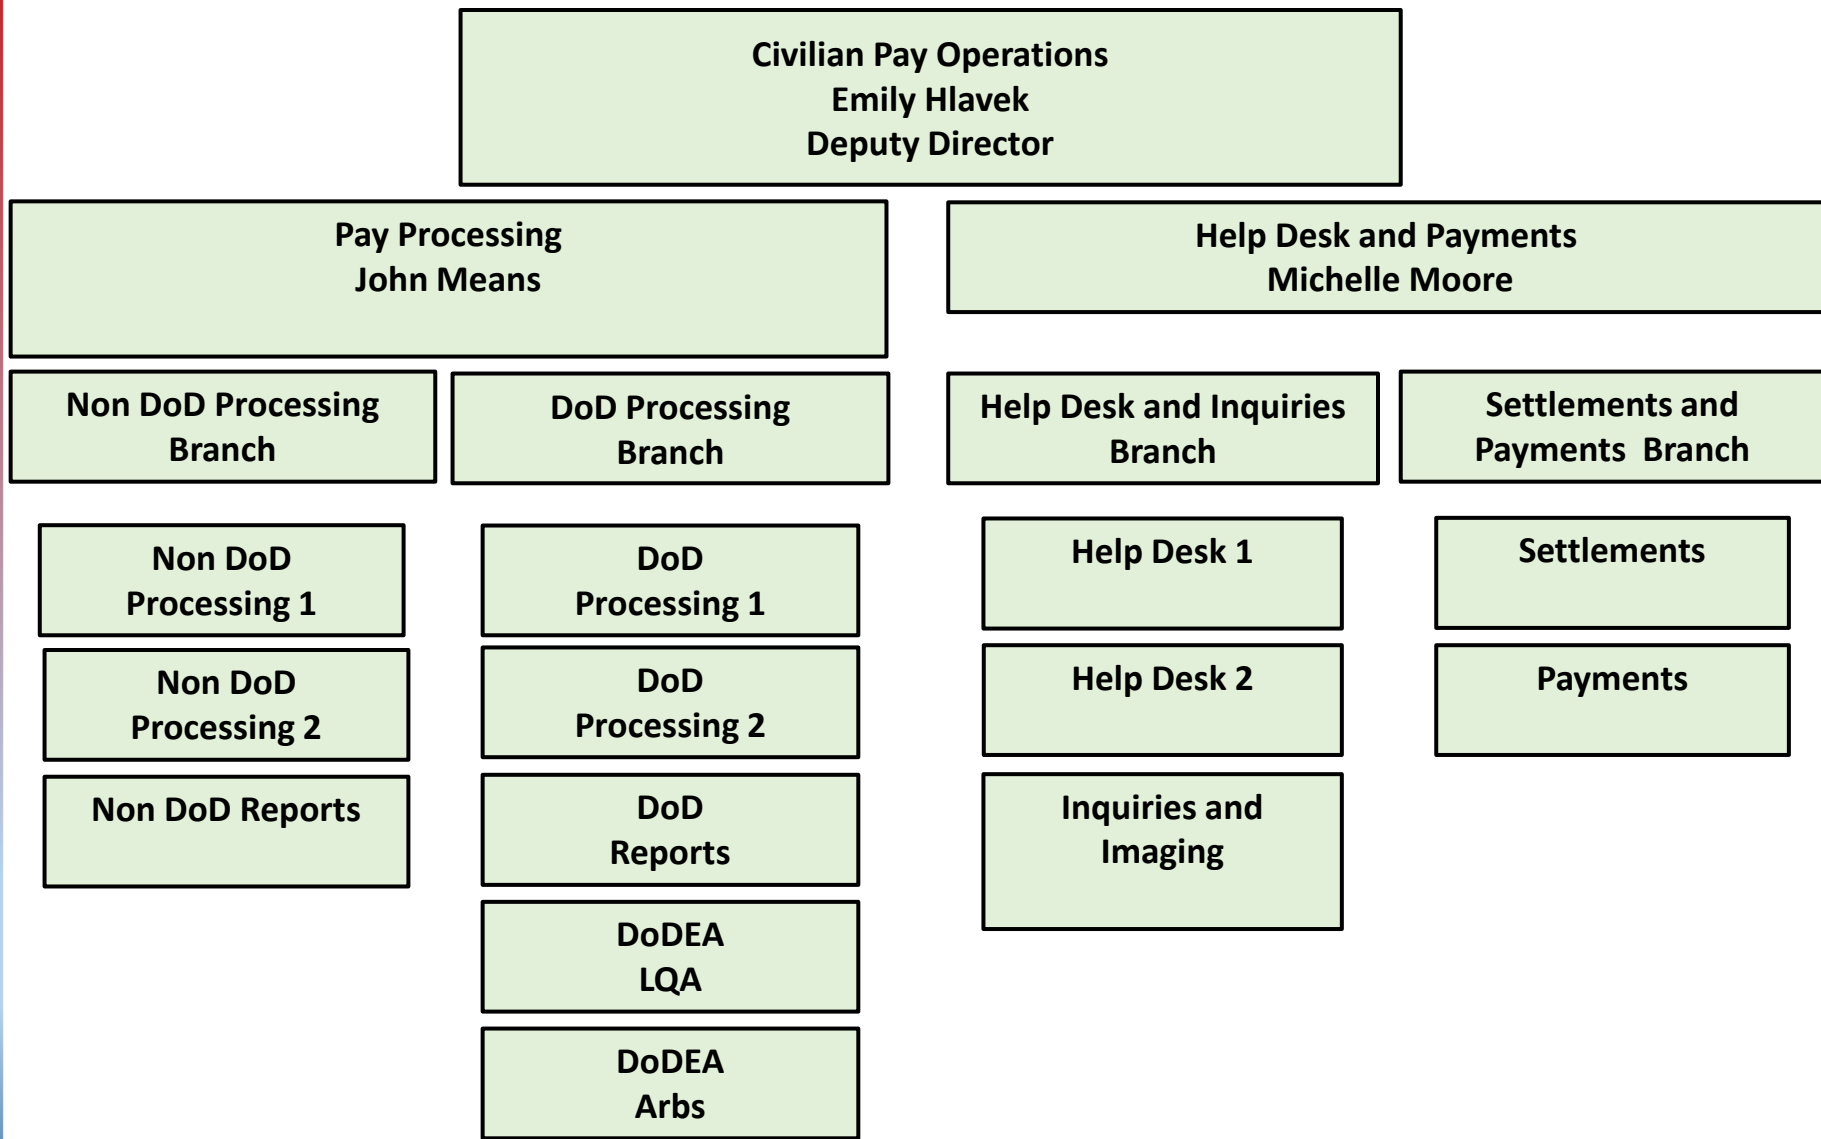 Civilian Pay Operations
Emily Hlavek
Deputy Director
Pay Processing
John Means
Help Desk and Payments
Michelle Moore
Non DoD Processing
Branch
DoD Processing
Branch
Help Desk and Inquiries
Branch
Settlements and
Payments  Branch
Non DoD
Processing 1
Non DoD
Processing 2
Non DoD Reports
DoD
Processing 1
DoD
Processing 2
DoD
Reports
DoDEA
LQA
DoDEA
Arbs
Help Desk 1
Help Desk 2
Inquiries and
Imaging
Settlements
Payments